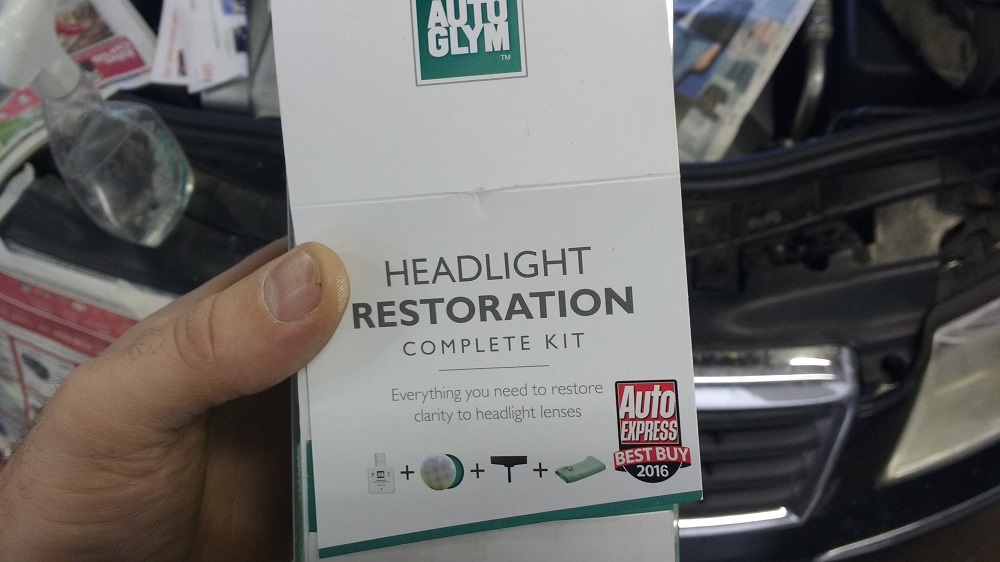 AUTO
GLYM
TM
HEADLIGHT
RESTORATION
COMPLETE KIT
Everything you need to restore
clarity to headlight lenses
Auto
EXPRESS
BEST BUY
2016
+ + +